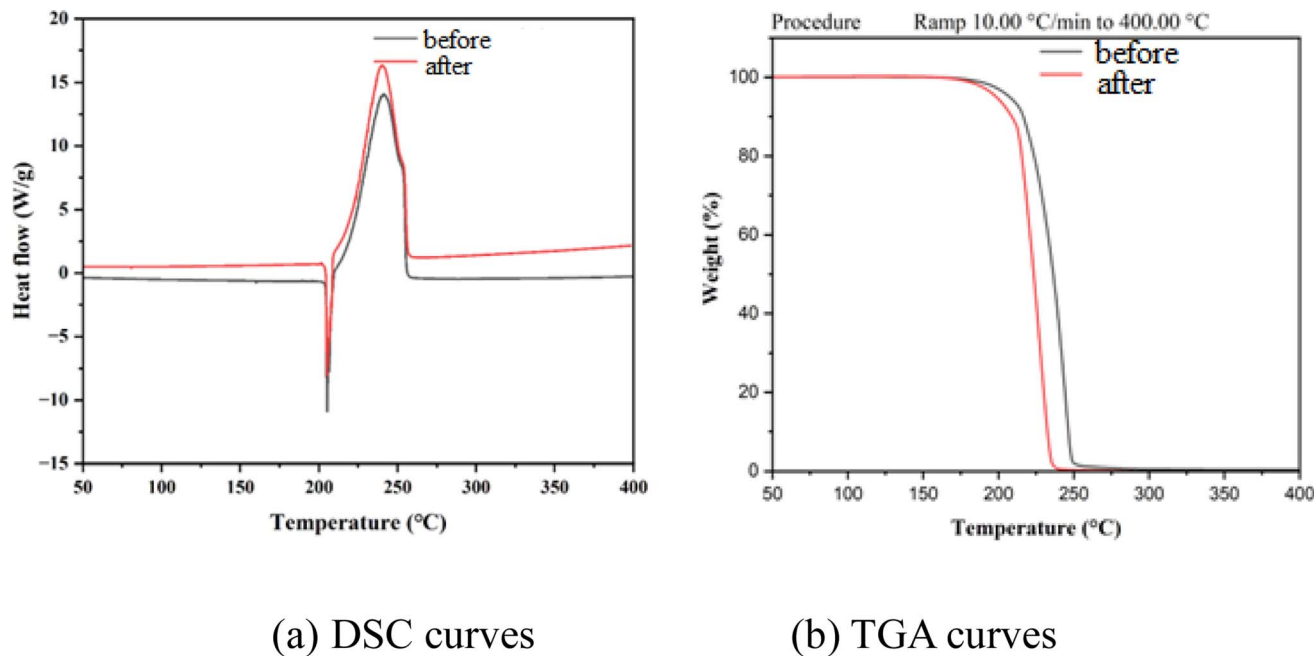 before
after
20
15
10
5
0
−5
−10
−15
50 100 150 200 250 300 350 400
Heat flow (W/g)
Temperature (°C)
(a) DSC curves
Procedure Ramp 10.00 °C/min to 400.00 °C
before
after
100
80
60
40
20
0
50 100 150 200 250 300 350 400
Weight (%)
Temperature (°C)
(b) TGA curves